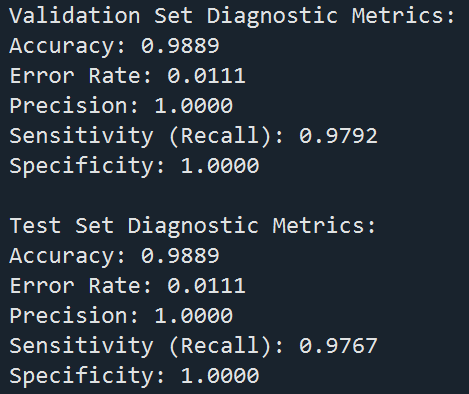 Validation Set Diagnostic Metrics:
Accuracy: 0.9889
Error Rate: 0.0111
Precision: 1.0000
Sensitivity (Recall): 0.9792
Specificity: 1.0000
Test Set Diagnostic Metrics:
Accuracy: 0.9889
Error Rate: 0.0111
Precision: 1.0000
Sensitivity (Recall): 0.9767
Specificity: 1.0000